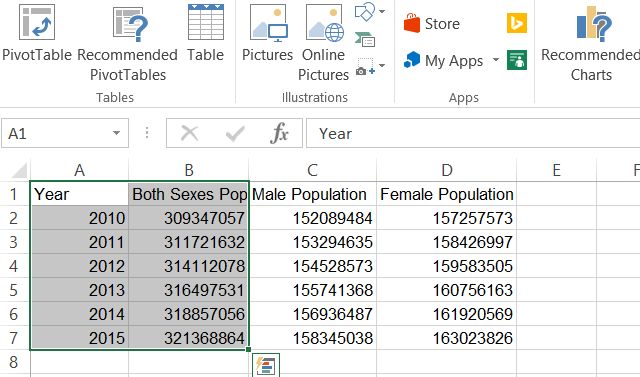 PivotTable Recommended PivotTables Table
Tables
Pictures Online Pictures
Illustrations
Store
My Apps
Apps
Recommended Charts
A1 fx Year
A B C D E F
1 Year Both Sexes Pop Male Population Female Population
2 2010 309347057 152089484 157257573
3 2011 311721632 153294635 158426997
4 2012 314112078 154528573 159583505
5 2013 316497531 155741368 160756163
6 2014 318857056 156936487 161920569
7 2015 321368864 158345038 163023826
8